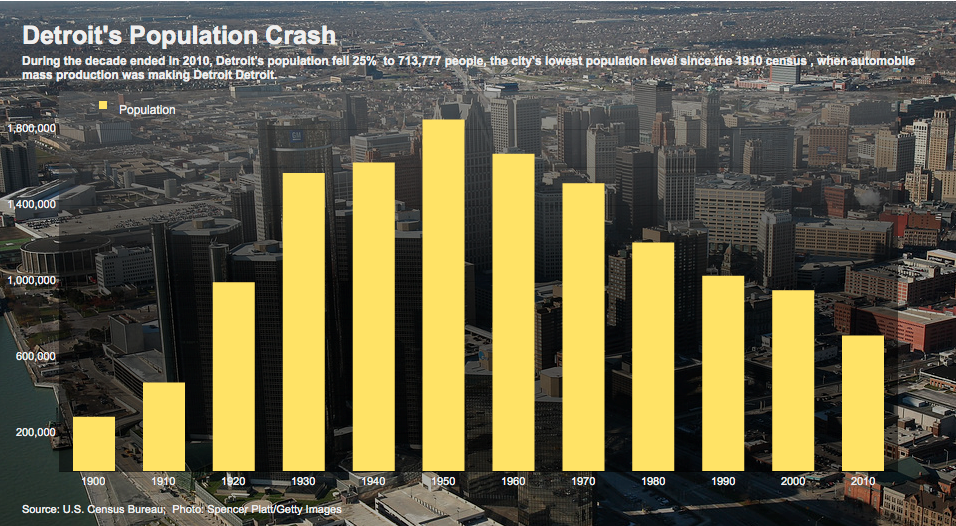 Detroit's Population Crash
During the decade ended in 2010, Detroit's population fell 25% to 713,777 people, the city's lowest population level since the 1910 census , when automobile
mass production was making Detroit Detroit.
Population
1,800,000
1,400,000
1,000,000
600,000
200,000
1900 1910 1920 1930 1940 1950 1960 1970 1980 1990 2000 2010
Source: U.S. Census Bureau; Photo: Spencer Platt/Getty Images